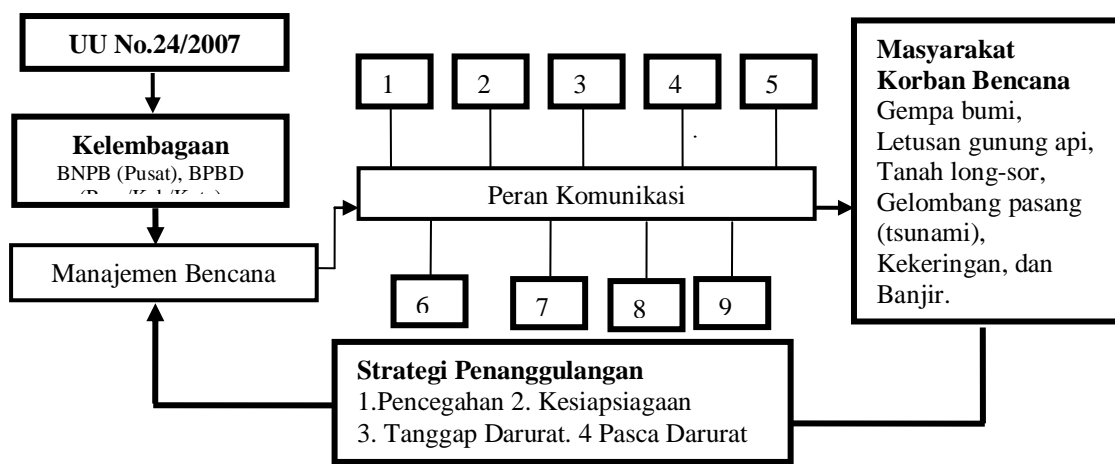 UU No.24/2007
Kelembagaan
BNPB (Pusat), BPBD
Manajemen Bencana
1
2
3
4
5
Peran Komunikasi
6
7
8
9
Masyarakat
Korban Bencana
Gempa bumi,
Letusan gunung api,
Tanah long-sor,
Gelombang pasang
(tsunami),
Kekeringan, dan
Banjir.
Strategi Penanggulangan
1.Pencegahan 2. Kesiapsiagaan
3. Tanggap Darurat. 4 Pasca Darurat